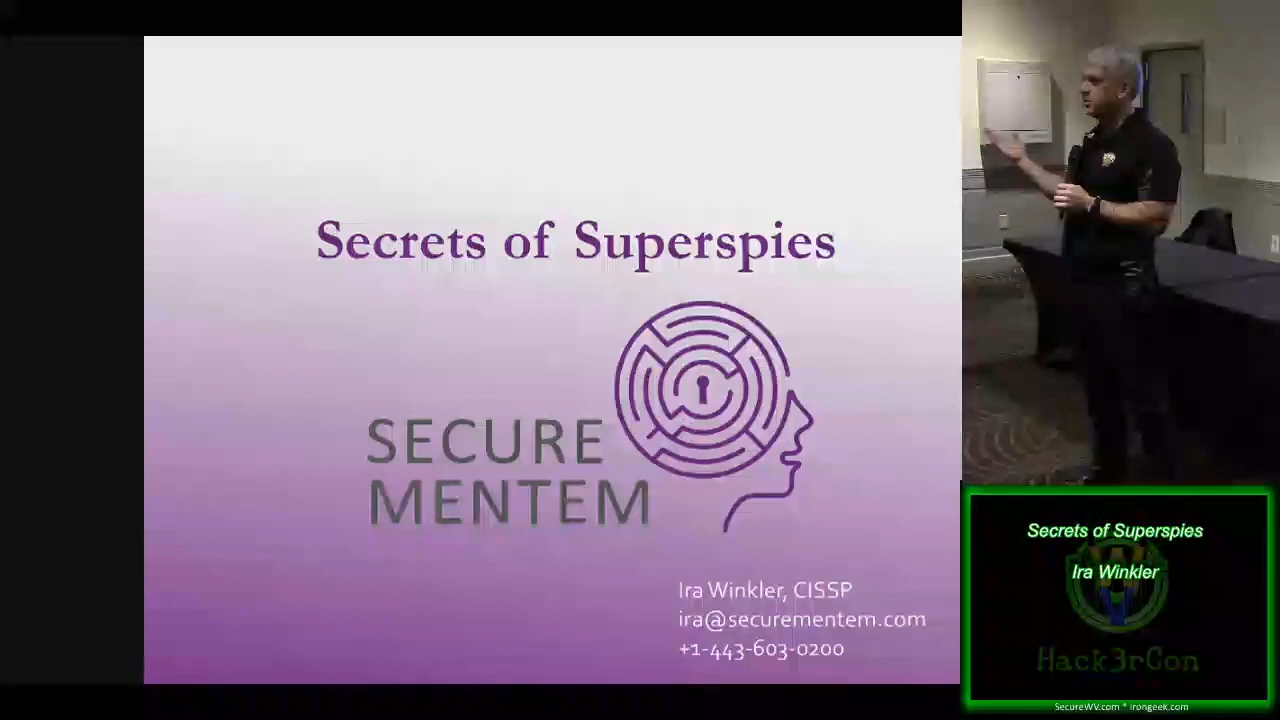 Secrets of Superspies
SECURE
MENTEM
Ira Winkler, CISSP
ira@securementem.com
+1-443-603-0200
Secrets of Superspies
Ira Winkler
Hack3rCon
SecureWV.com * irongeek.com